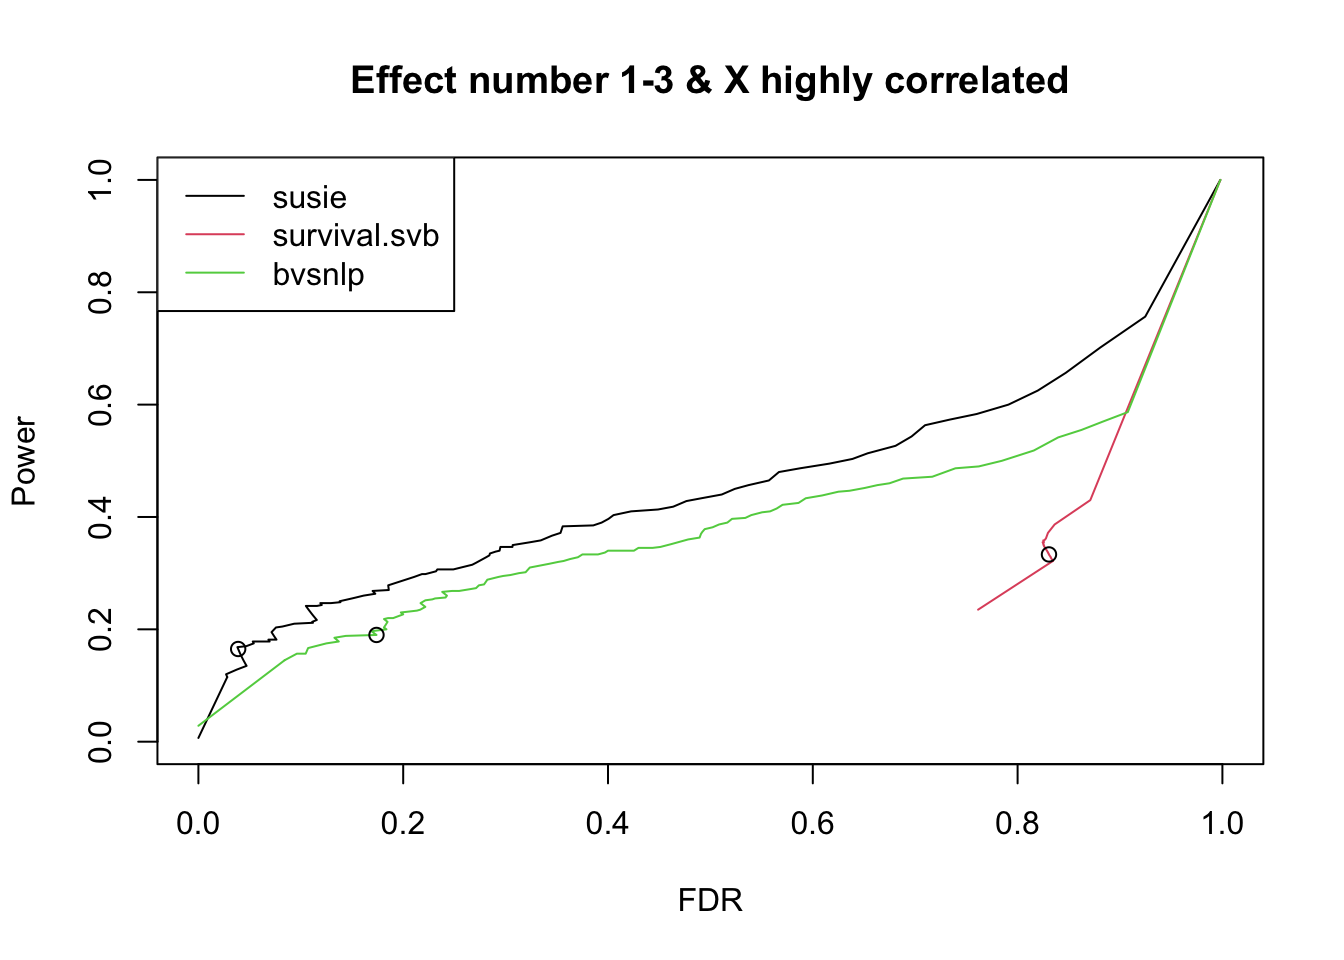 Effect number 1-3 & X highly correlated
susie
survival.svb
bvsnlp
Power
0.0
0.2
0.4
0.6
0.8
1.0
0.0 0.2 0.4 0.6 0.8 1.0
FDR